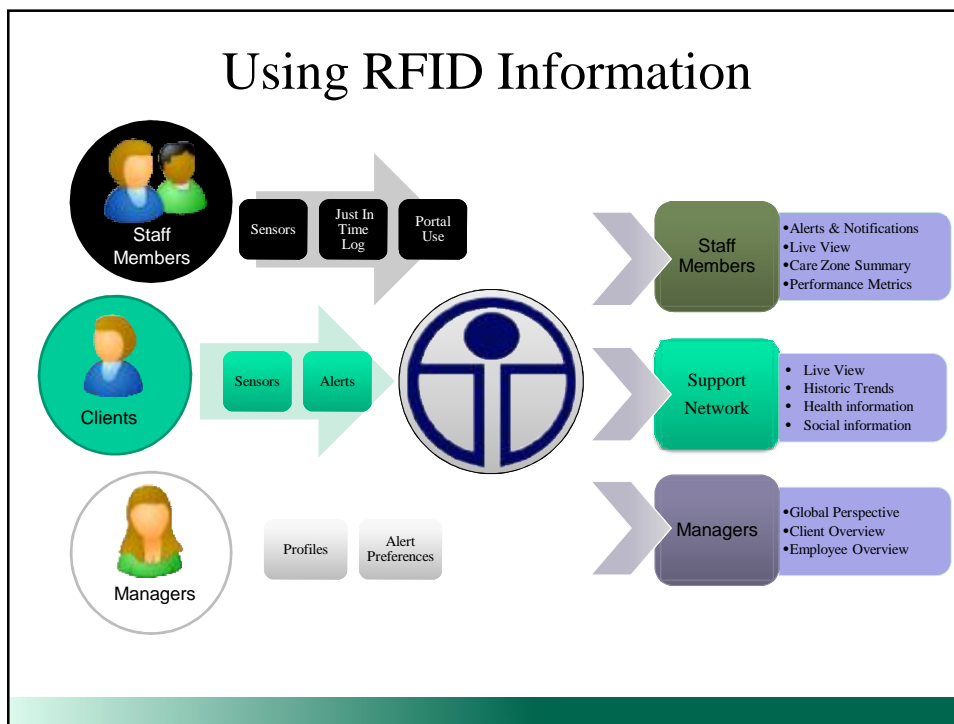 Using RFID Information
Staff
Members
Sensors
Just In
Time
Log
Portal
Use
Clients
Sensors
Alerts
Managers
Profiles
Alert
Preferences
Staff
Members
•Alerts & Notifications
•Live View
•Care Zone Summary
•Performance Metrics
Support
Network
• Live View
• Historic Trends
• Health information
• Social information
Managers
•Global Perspective
•Client Overview
•Employee Overview